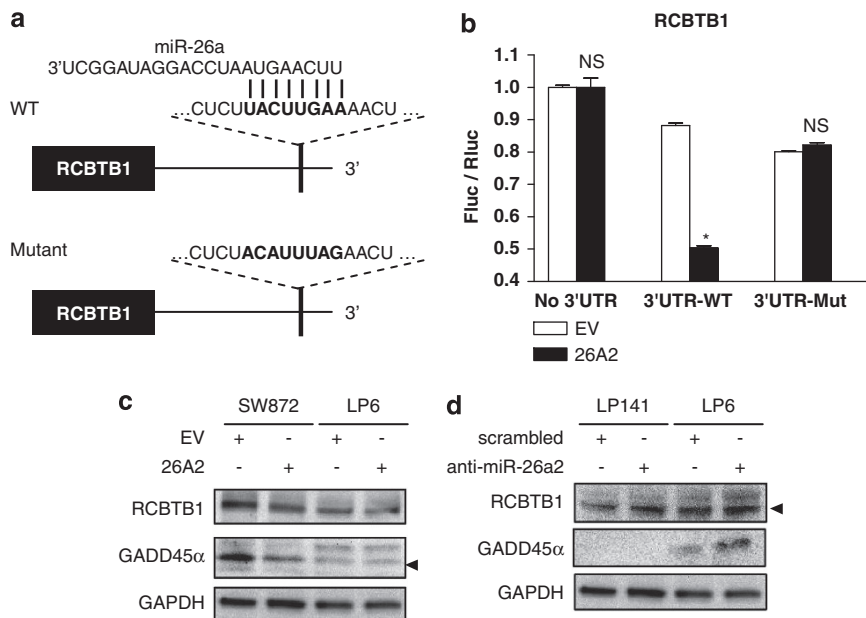 a
miR-26a
3'UCGGAUAGGACCUAAUGAACUU
WT
...CUCUUACUUGAAAACU ...
RCBTB1
3'
Mutant
...CUCUACAUUUAGAACU ...
RCBTB1
3'
b
RCBTB1
Fluc / Rluc
1.1
1.0
0.9
0.8
0.7
0.6
0.5
0.4
NS
*
NS
No 3'UTR 3'UTR-WT 3'UTR-Mut
EV
26A2
c
SW872 LP6
EV + - + -
26A2 - + - +
RCBTB1
GADD45α
GAPDH
d
LP141 LP6
scrambled + - + -
anti-miR-26a2 - + - +
RCBTB1
GADD45α
GAPDH